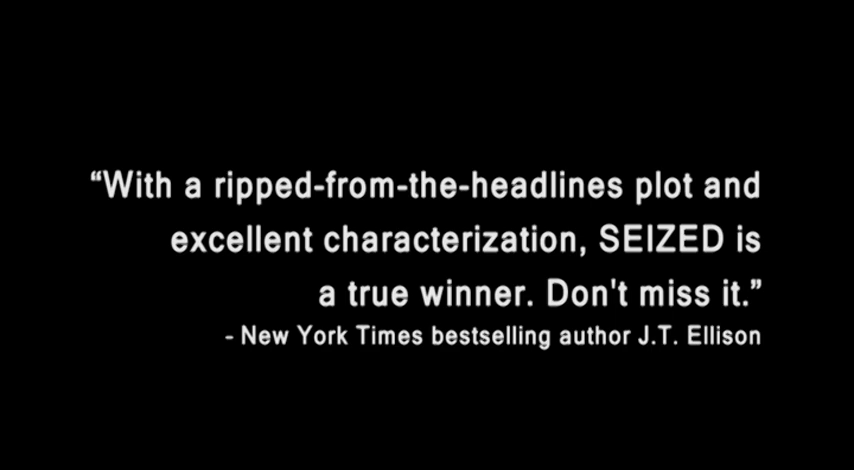 “With a ripped-from-the-headlines plot and
excellent characterization, SEIZED is
a true winner. Don't miss it.”
- New York Times bestselling author J.T. Ellison